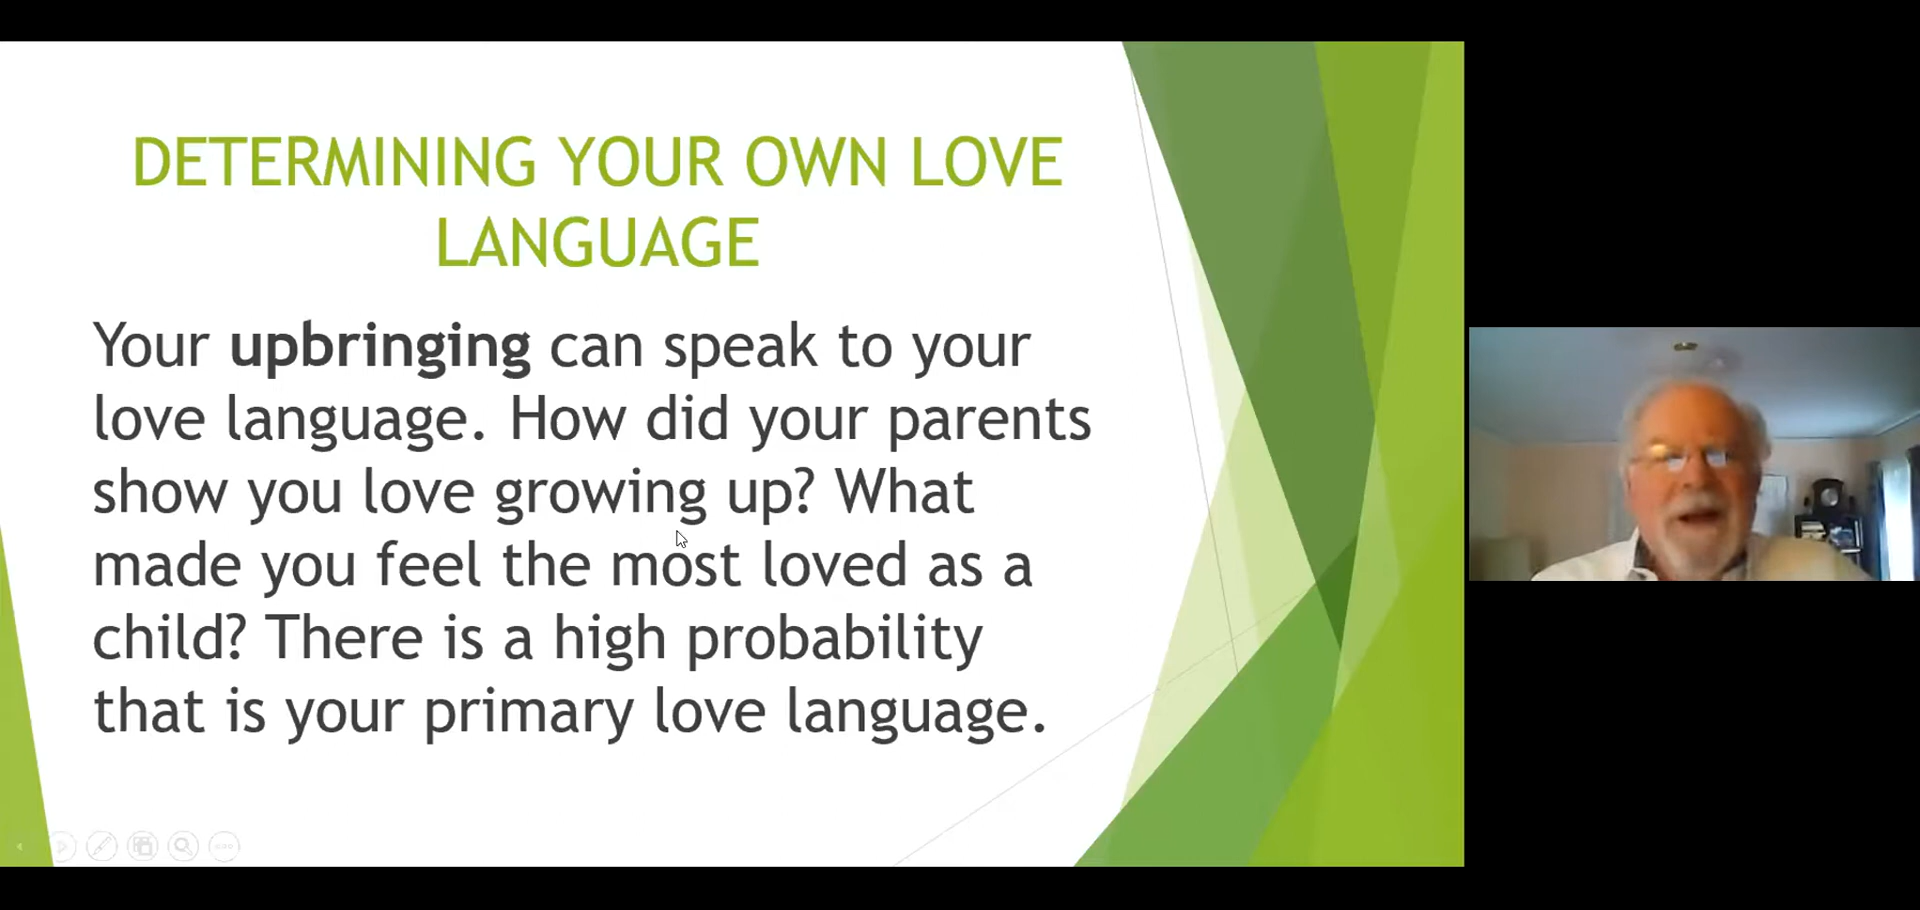 DETERMINING YOUR OWN LOVE
LANGUAGE
Your upbringing can speak to your
love language. How did your parents
show you love growing up? What
made you feel the most loved as a
child? There is a high probability
that is your primary love language.